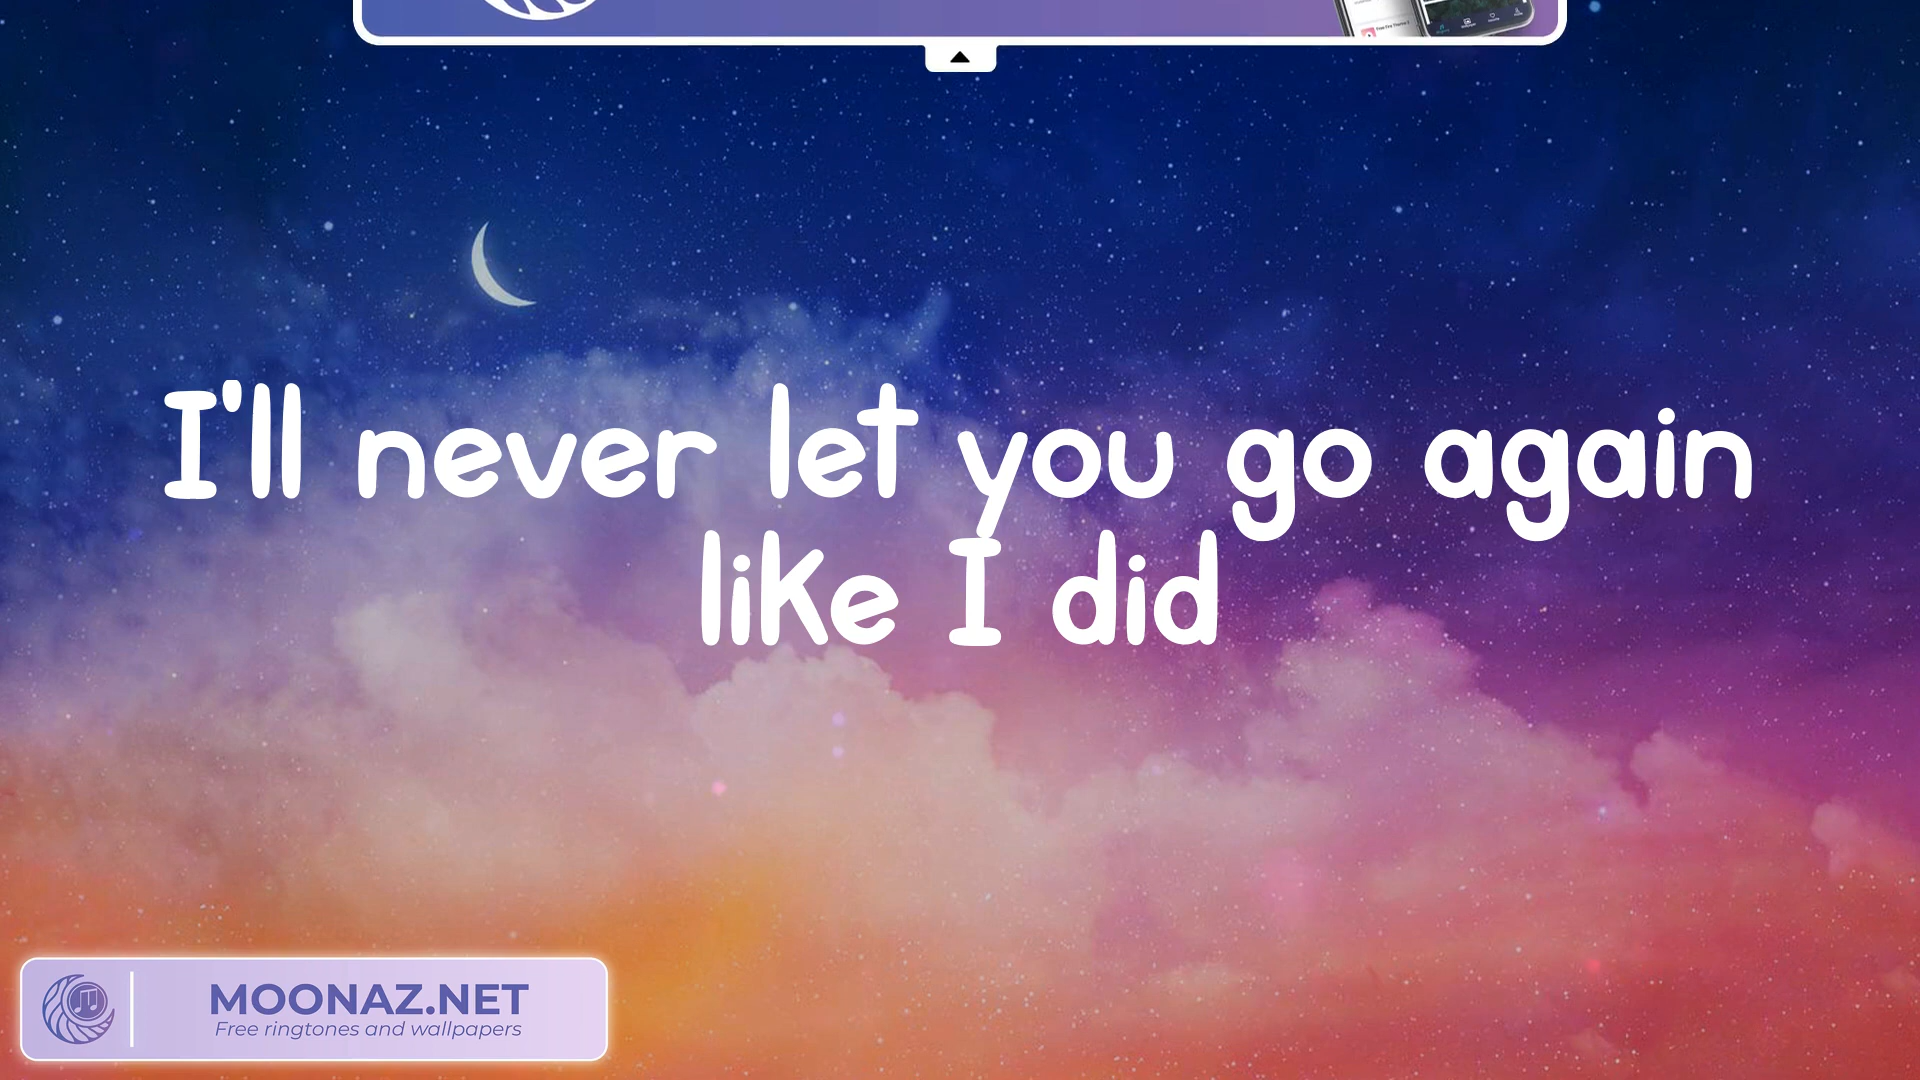 I'll never let you go again
like I did
MOONAZ.NET
Free ringtones and wallpapers